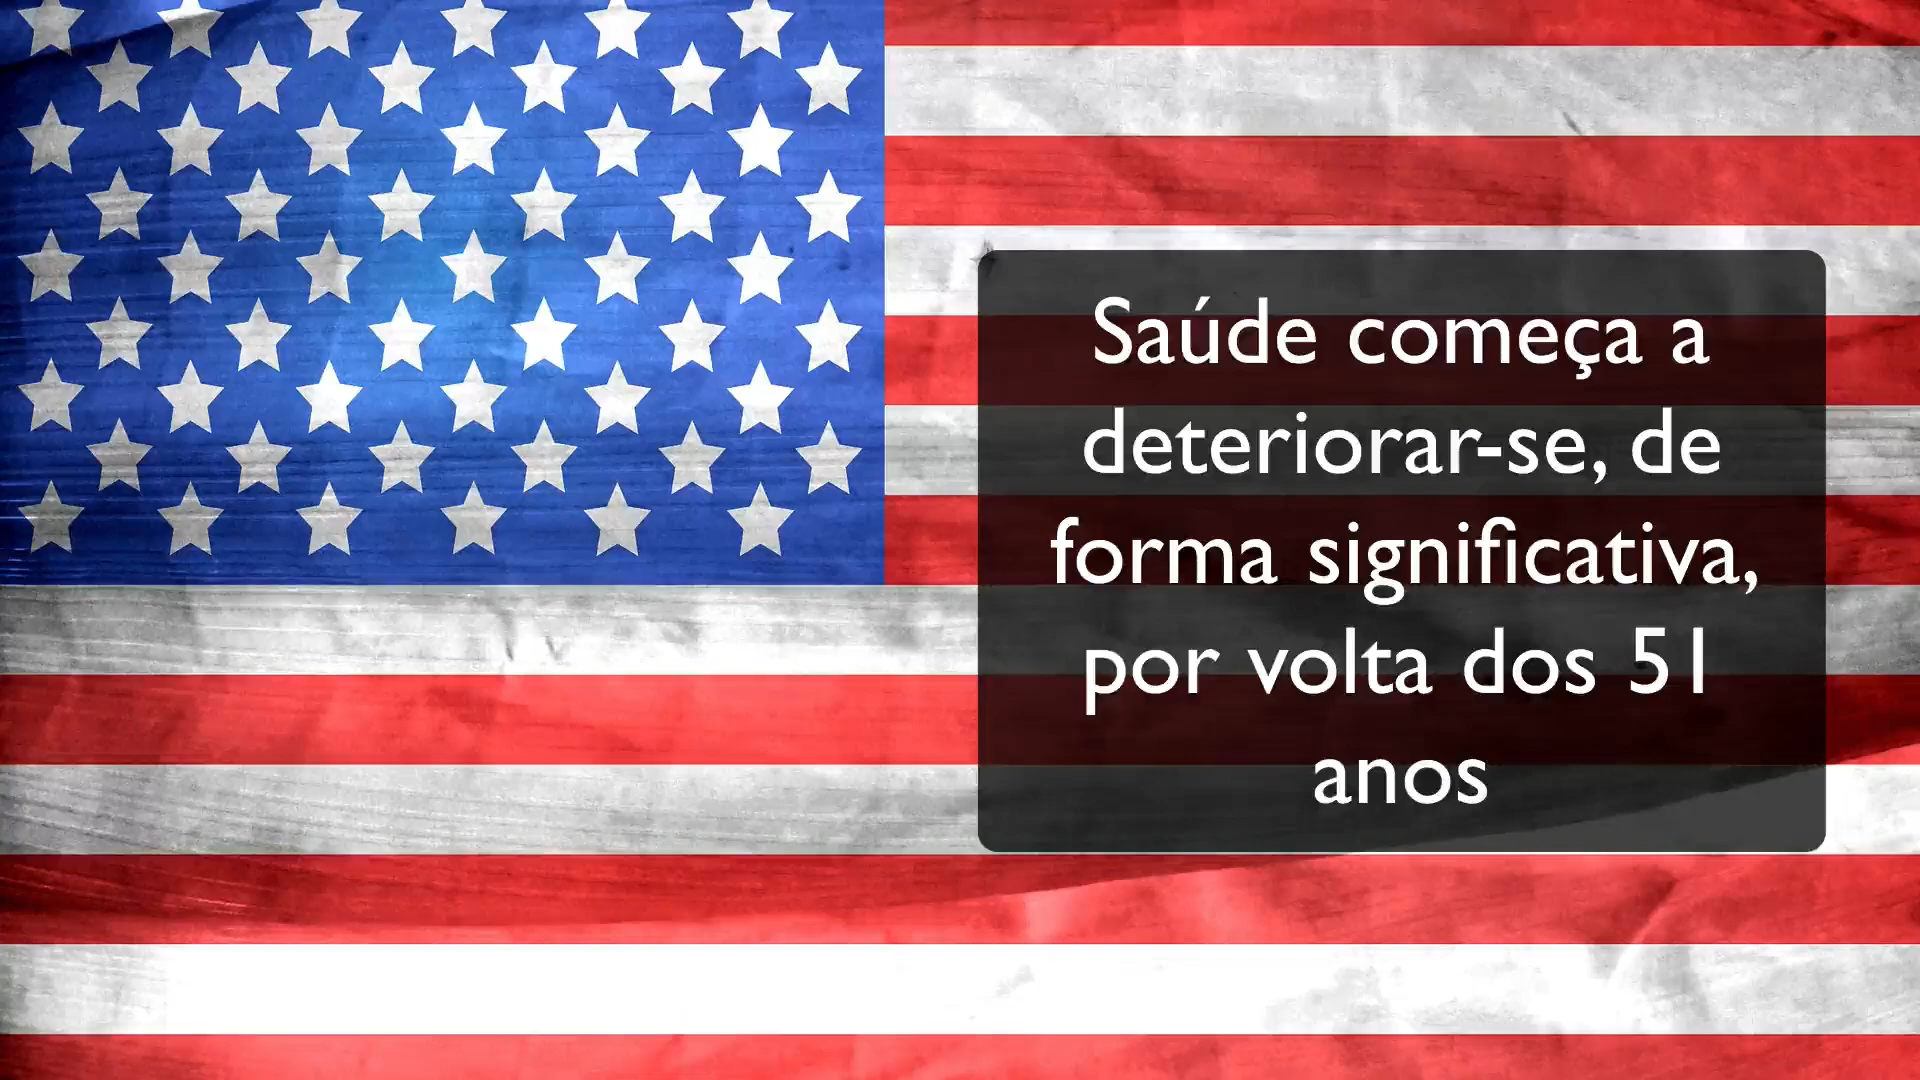 Saúde começa a
deteriorar-se, de
forma significativa,
por volta dos 51
anos